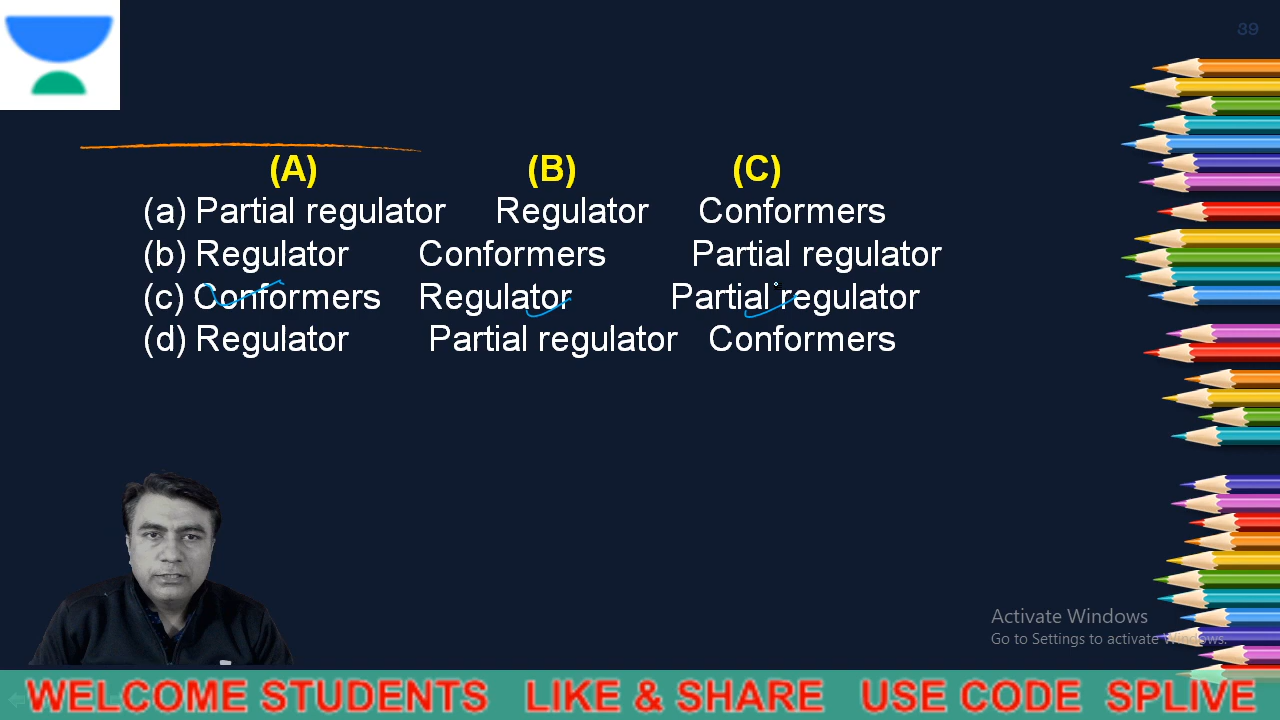 39
(A) (B) (C)
(a) Partial regulator Regulator Conformers
(b) Regulator Conformers Partial regulator
(c) Conformers Regulator Partial regulator
(d) Regulator Partial regulator Conformers
Activate Windows
Go to Settings to activate Windows.
WELCOME STUDENTS LIKE & SHARE USE CODE SPLIVE